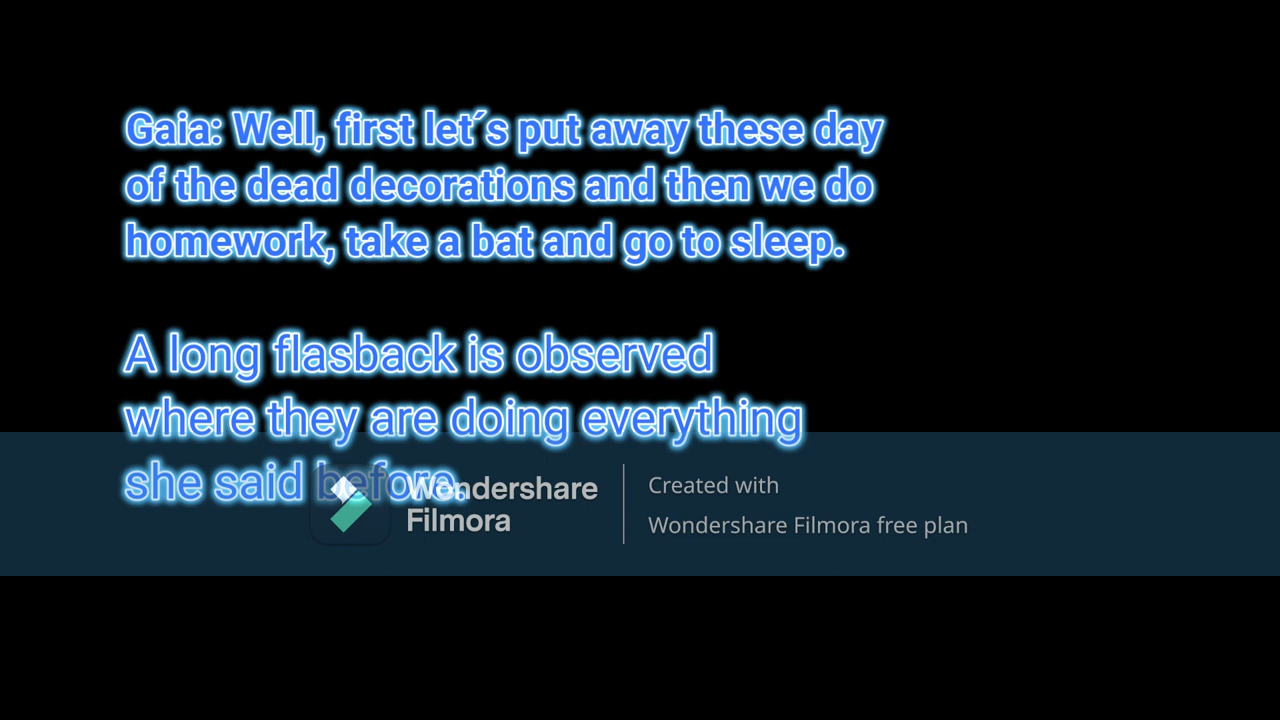 Gaia: Well, first let´s put away these day
of the dead decorations and then we do
homework, take a bat and go to sleep.
A long flasback is observed
where they are doing everything
she said before.
Wondershare
Filmora
Created with
Wondershare Filmora free plan